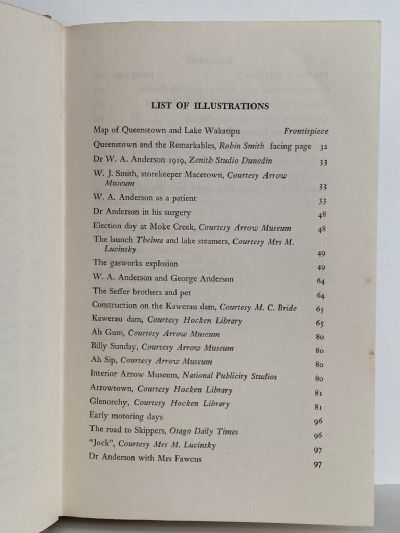 LIST OF ILLUSTRATIONS
Map of Queenstown and Lake Wakatipu Frontispiece
Queenstown and the Remarkables, Robin Smith facing page 32
Dr W. A. Anderson 1919, Zenith Studio Dunedin 33
W. J. Smith, storekeeper Macetown, Courtesy Arrow
Museum 33
W. A. Anderson as a patient 33
Dr Anderson in his surgery 48
Election day at Moke Creek, Courtesy Arrow Museum 48
The launch Thelma and lake steamers, Courtesy Mrs M.
Lucinsky 49
The gasworks explosion 49
W. A. Anderson and George Anderson 64
The Seffer brothers and pet 64
Construction on the Kawerau dam, Courtesy M. C. Bride 65
Kawerau dam, Courtesy Hocken Library 65
Ah Gum, Courtesy Arrow Museum 80
Billy Sunday, Courtesy Arrow Museum 80
Ah Sip, Courtesy Arrow Museum 80
Interior Arrow Museum, National Publicity Studios 80
Arrowtown, Courtesy Hocken Library 81
Glenorchy, Courtesy Hocken Library 81
Early motoring days 96
The road to Skippers, Otago Daily Times 96
"Jock", Courtesy Mrs M. Lucinsky 97
Dr Anderson with Mrs Fawcus 97